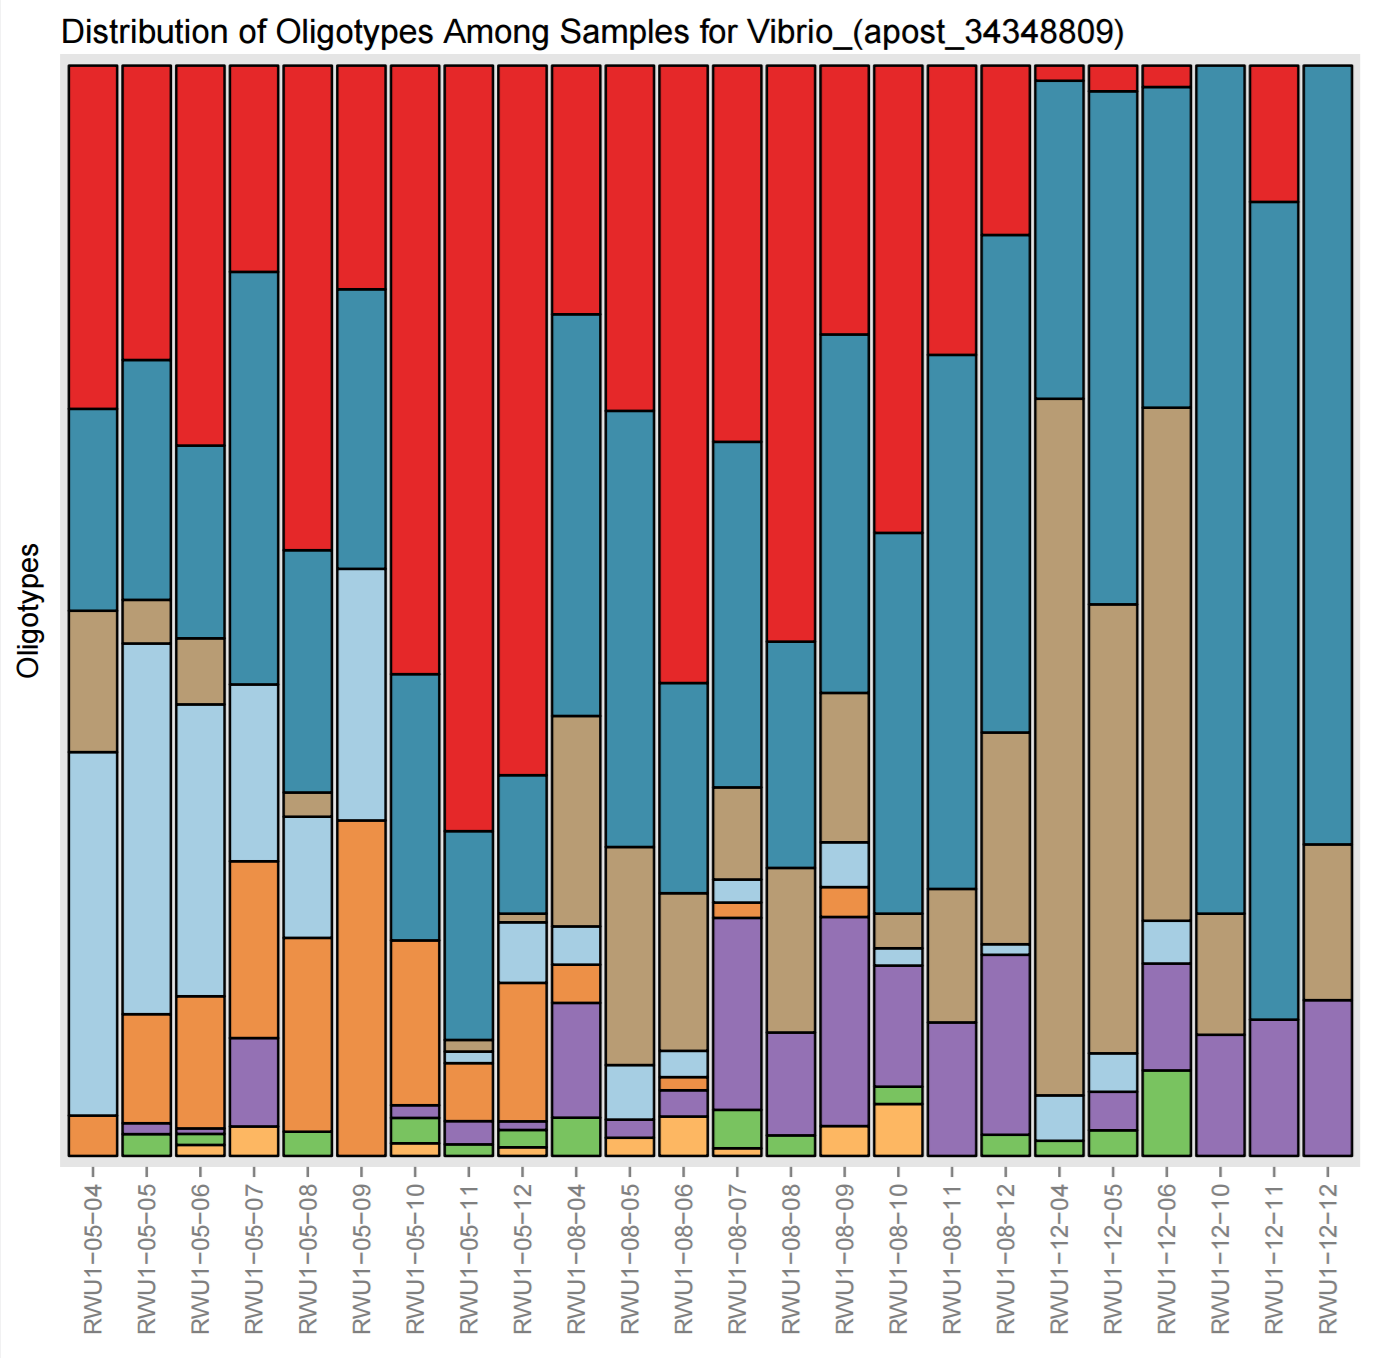 Distribution of Oligotypes Among Samples for Vibrio_(apost_34348809)
Oligotypes
RWU1−05−04
RWU1−05−05
RWU1−05−06
RWU1−05−07
RWU1−05−08
RWU1−05−09
RWU1−05−10
RWU1−05−11
RWU1−05−12
RWU1−08−04
RWU1−08−05
RWU1−08−06
RWU1−08−07
RWU1−08−08
RWU1−08−09
RWU1−08−10
RWU1−08−11
RWU1−08−12
RWU1−12−04
RWU1−12−05
RWU1−12−06
RWU1−12−10
RWU1−12−11
RWU1−12−12